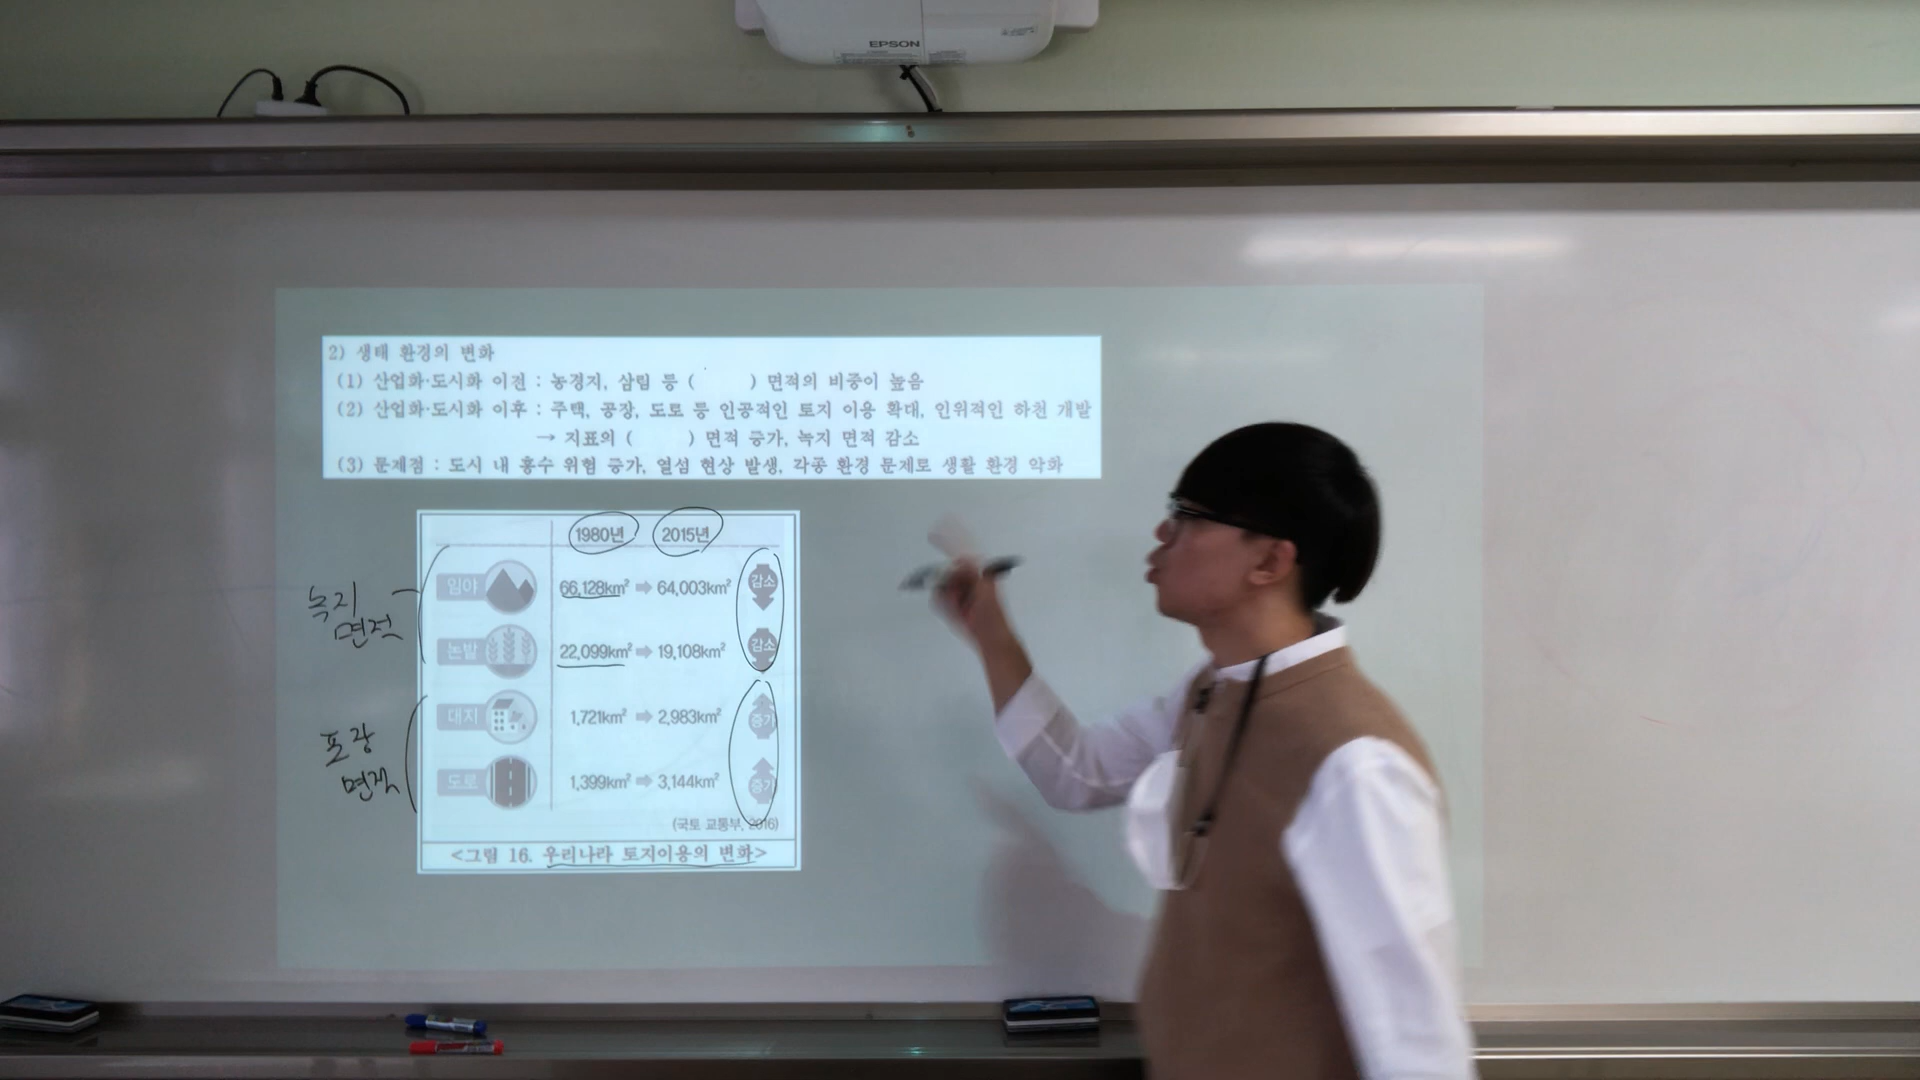 EPSON
2) 생태 환경의 변화
(1) 산업화·도시화 이전 : 농경지, 삼림 등 ( ) 면적의 비중이 높음
(2) 산업화·도시화 이후 : 주택, 공장, 도로 등 인공적인 토지 이용 확대, 인위적인 하천 개발
→ 지표의 ( ) 면적 증가, 녹지 면적 감소
(3) 문제점 : 도시 내 홍수 위험 증가, 열섬 현상 발생, 각종 환경 문제로 생활 환경 악화
1980년 2015년
임야 66,128km² ➡ 64,003km² 감소
녹지
면적
논밭 22,099km² ➡ 19,108km² 감소
대지 1,721km² ➡ 2,983km² 증가
포장
면적
도로 1,399km² ➡ 3,144km² 증가
(국토 교통부, 2016)
<그림 16. 우리나라 토지이용의 변화>